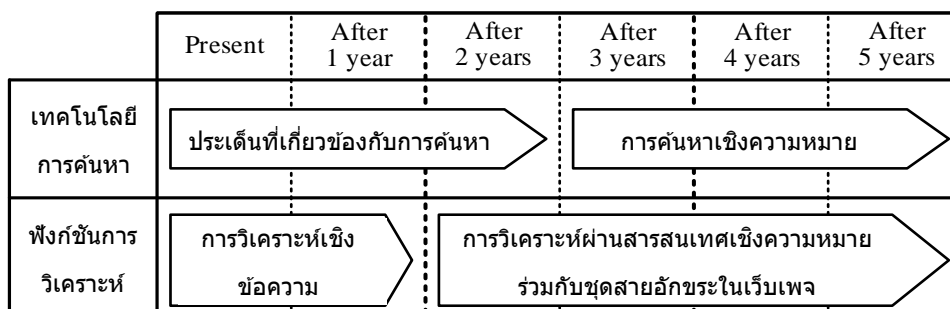 Present
After
1 year
After
2 years
After
3 years
After
4 years
After
5 years
เทคโนโลยี
การค้นหา
ประเด็นที่เกี่ยวข้องกับการค้นหา
การค้นหาเชิงความหมาย
ฟังก์ชันการ
วิเคราะห์
การวิเคราะห์เชิง
ข้อความ
การวิเคราะห์ผ่านสารสนเทศเชิงความหมาย
ร่วมกับชุดสายอักขระในเว็บเพจ